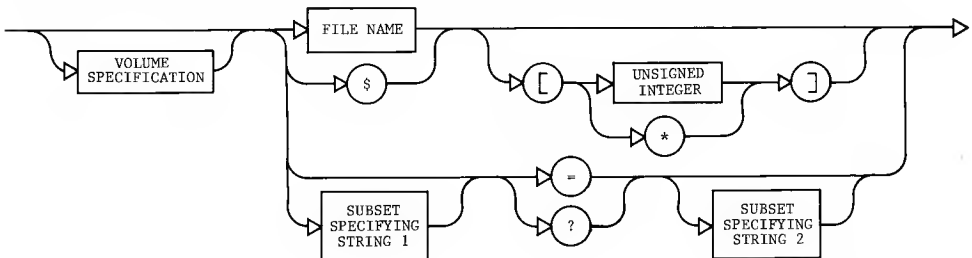 FILE NAME
VOLUME
SPECIFICATION
$
[
UNSIGNED
INTEGER
]
*
=
SUBSET
SPECIFYING
STRING 1
?
SUBSET
SPECIFYING
STRING 2